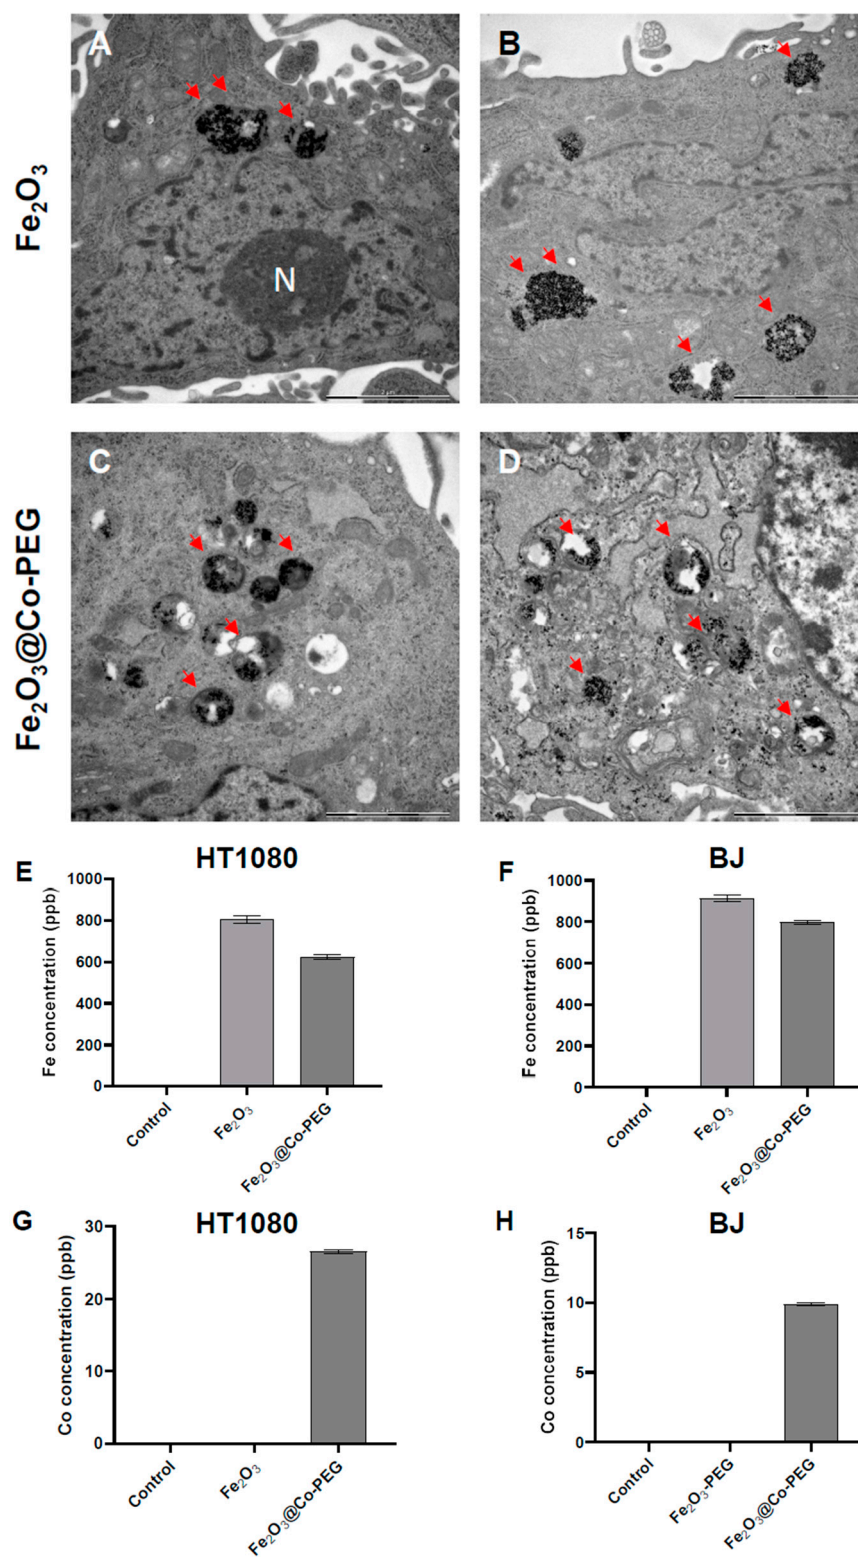 A
B
Fe2O3
N
C
D
Fe2O3@Co-PEG
E
HT1080
F
BJ
Fe concentration (ppb)
1000
800
600
400
200
0
Control
Fe2O3
Fe2O3@Co-PEG
Fe concentration (ppb)
1000
800
600
400
200
0
Control
Fe2O3
Fe2O3@Co-PEG
G
HT1080
H
BJ
Co concentration (ppb)
30
20
10
0
Control
Fe2O3
Fe2O3@Co-PEG
Co concentration (ppb)
15
10
5
0
Control
Fe2O3-PEG
Fe2O3@Co-PEG